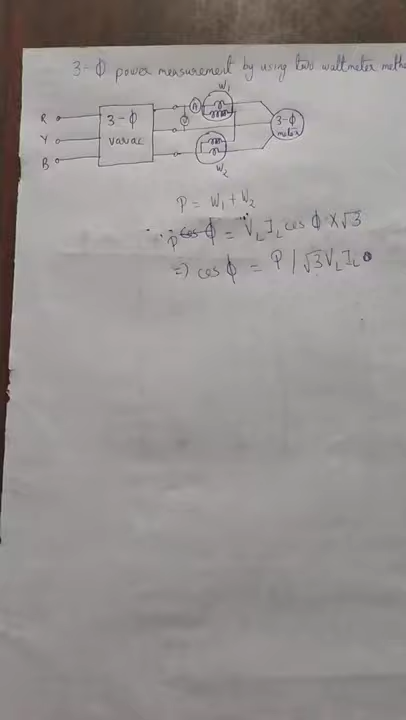 3-Φ power measurement by using two wattmeter meth
W1
R
Y
B
3-Φ
varac
A
V
3-Φ
motor
W2
P = W1 + W2
∴ P = VL IL cos Φ × √3
⇒ cos Φ = P / √3 VL IL